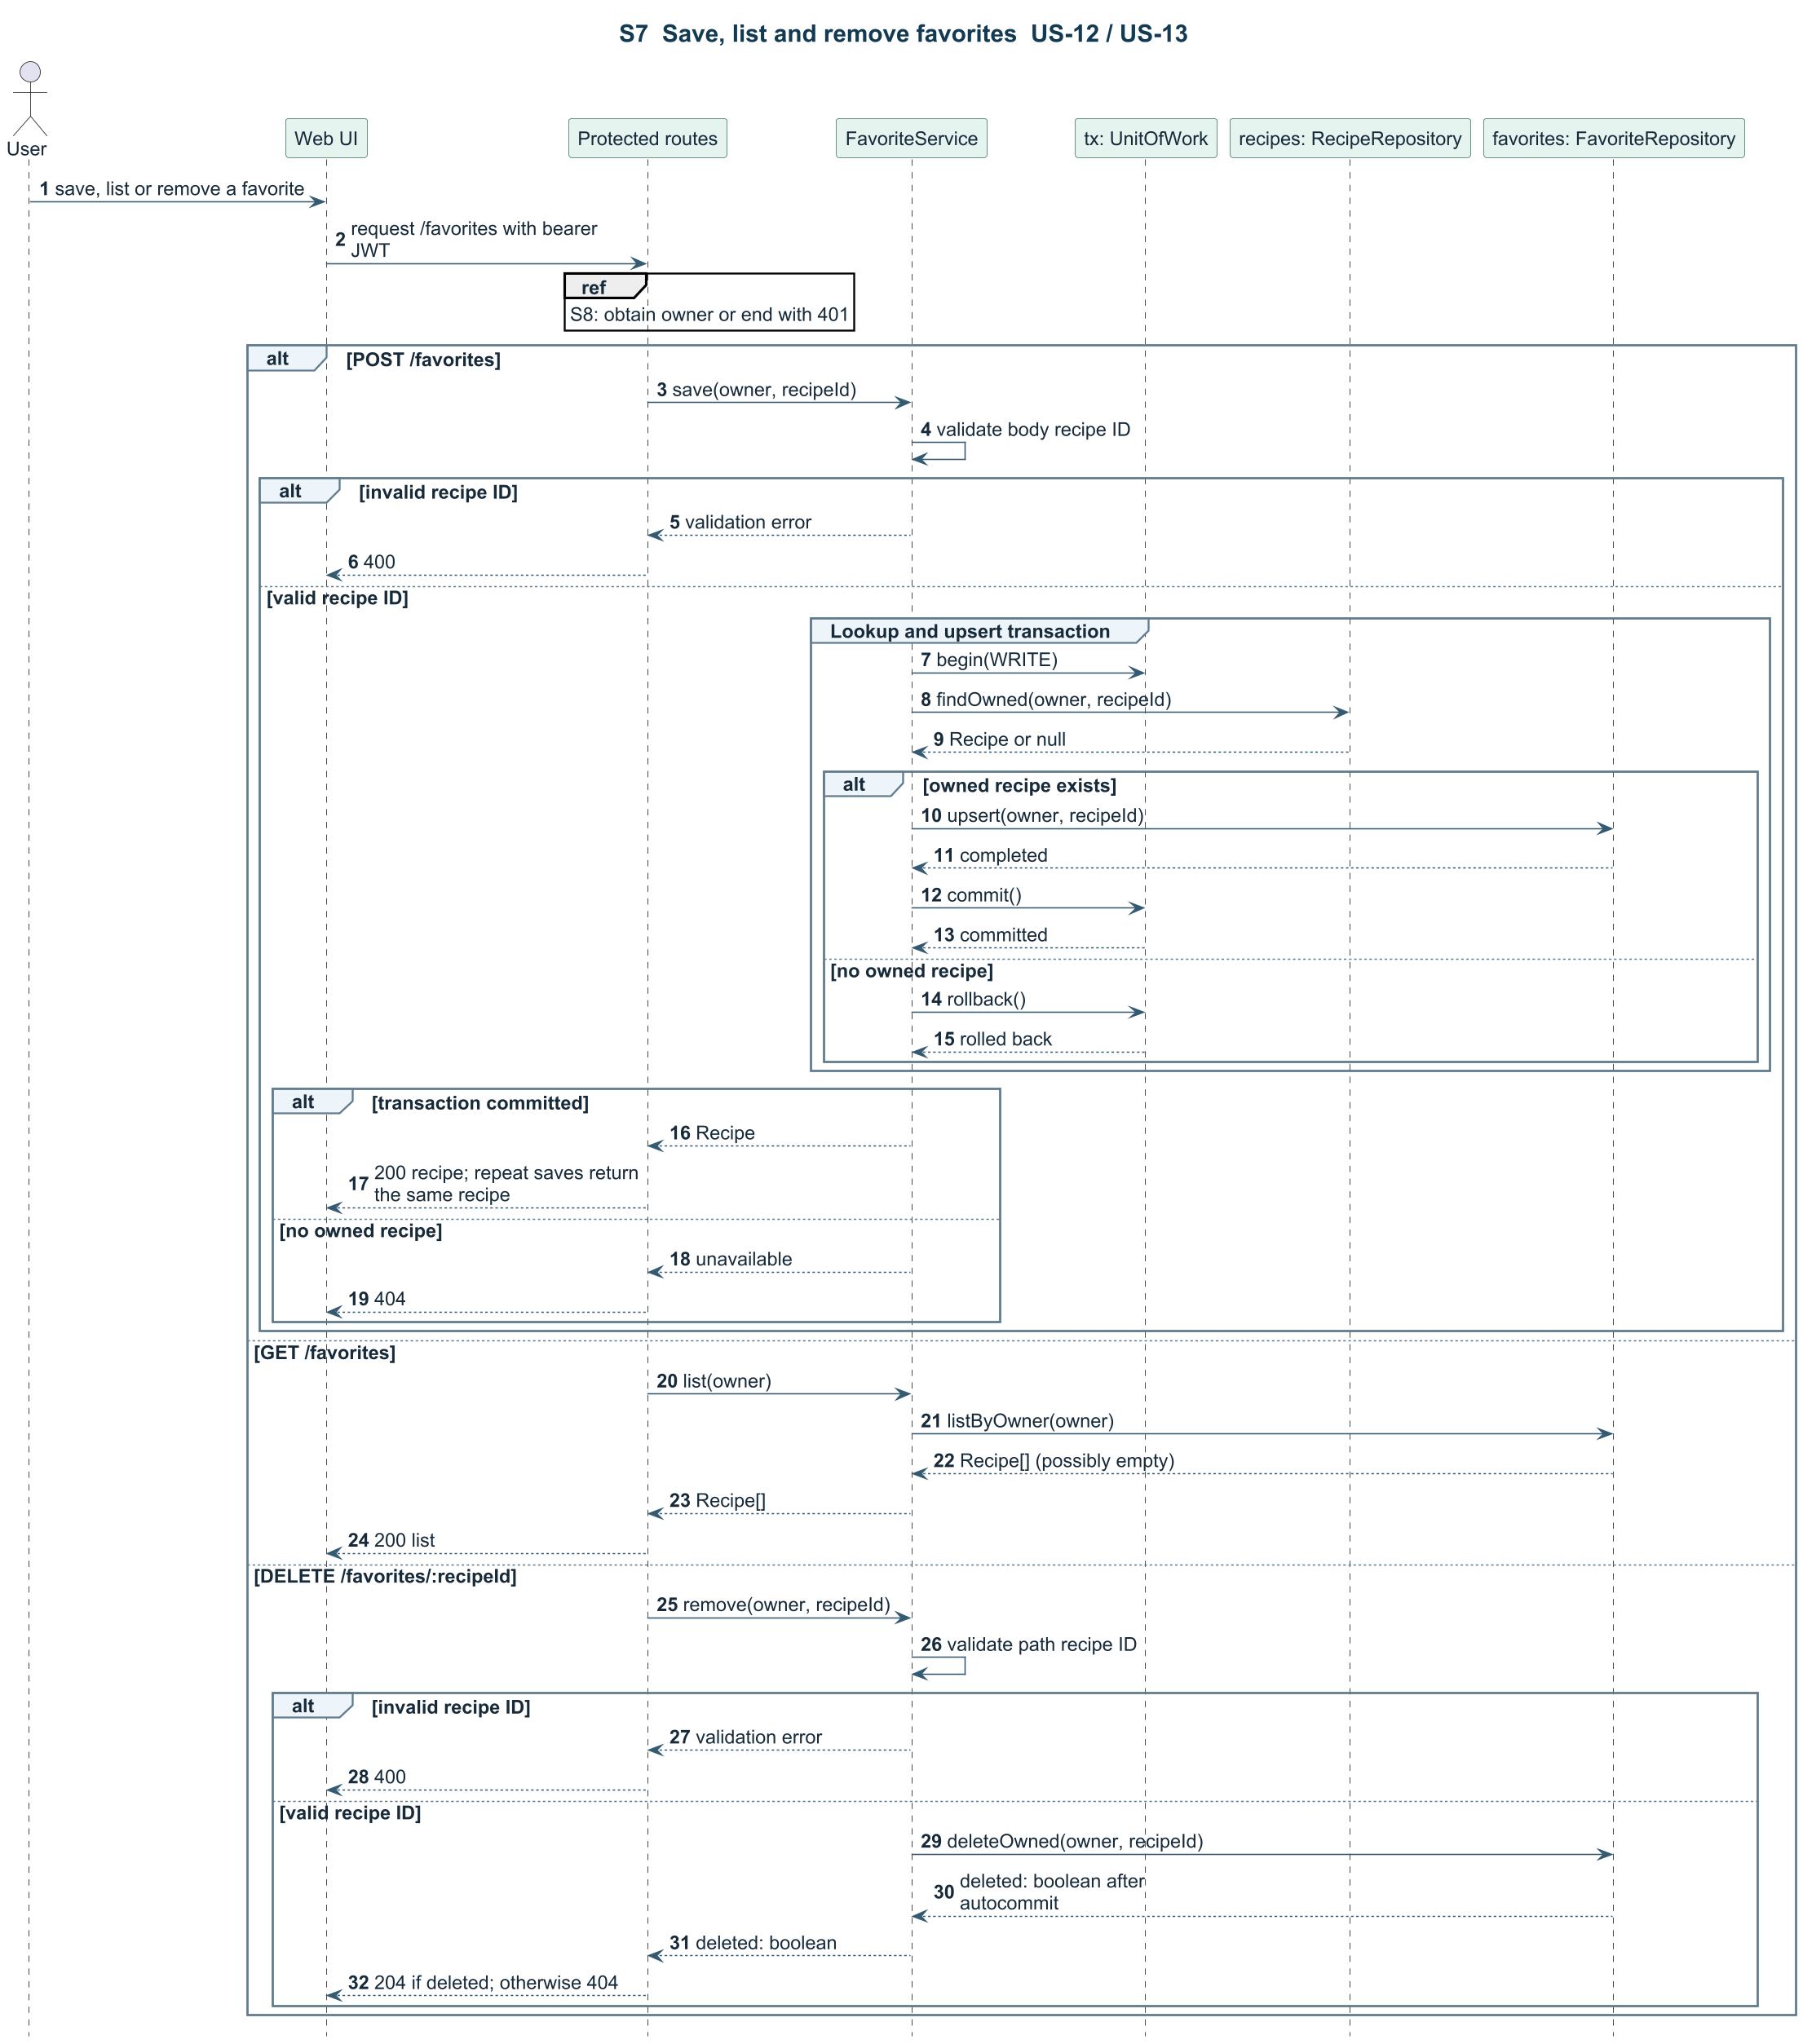 S7  Save, list and remove favorites  US-12 / US-13
User
Web UI
Protected routes
FavoriteService
tx: UnitOfWork
recipes: RecipeRepository
favorites: FavoriteRepository
1 save, list or remove a favorite
2 request /favorites with bearer
JWT
ref
S8: obtain owner or end with 401
alt [POST /favorites]
3 save(owner, recipeId)
4 validate body recipe ID
alt [invalid recipe ID]
5 validation error
6 400
[valid recipe ID]
Lookup and upsert transaction
7 begin(WRITE)
8 findOwned(owner, recipeId)
9 Recipe or null
alt [owned recipe exists]
10 upsert(owner, recipeId)
11 completed
12 commit()
13 committed
[no owned recipe]
14 rollback()
15 rolled back
alt [transaction committed]
16 Recipe
17 200 recipe; repeat saves return
the same recipe
[no owned recipe]
18 unavailable
19 404
[GET /favorites]
20 list(owner)
21 listByOwner(owner)
22 Recipe[] (possibly empty)
23 Recipe[]
24 200 list
[DELETE /favorites/:recipeId]
25 remove(owner, recipeId)
26 validate path recipe ID
alt [invalid recipe ID]
27 validation error
28 400
[valid recipe ID]
29 deleteOwned(owner, recipeId)
30 deleted: boolean after
autocommit
31 deleted: boolean
32 204 if deleted; otherwise 404